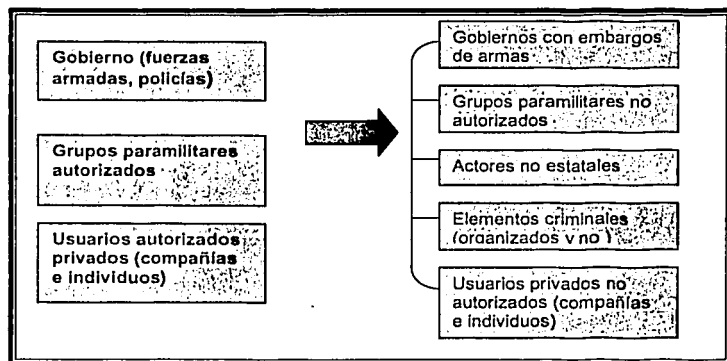 Gobierno (fuerzas
armadas, policías)
Grupos paramilitares
autorizados
Usuarios autorizados
privados (compañías
e individuos)
Gobiernos con embargos
de armas
Grupos paramilitares no
autorizados
Actores no estatales
Elementos criminales
(organizados y no )
Usuarios privados no
autorizados (compañías
e individuos)